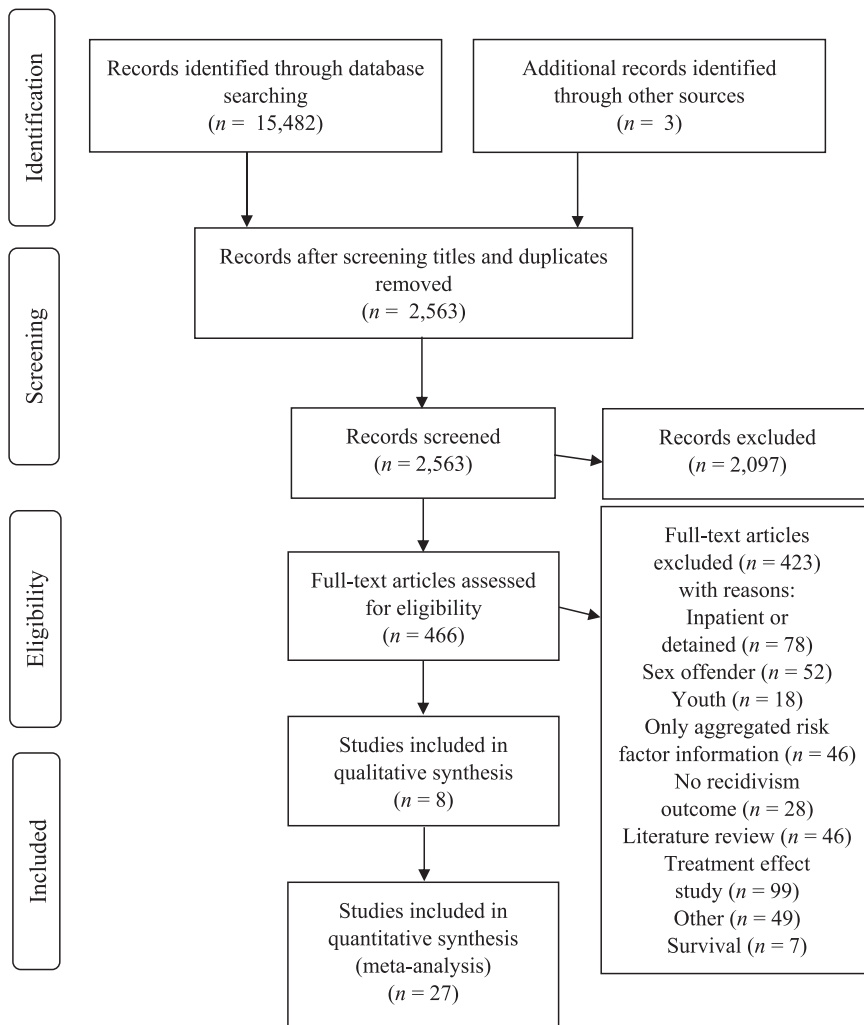 Identification
Records identified through database
searching
(n = 15,482)
Additional records identified
through other sources
(n = 3)
Screening
Records after screening titles and duplicates
removed
(n = 2,563)
Records screened
(n = 2,563)
Records excluded
(n = 2,097)
Eligibility
Full-text articles assessed
for eligibility
(n = 466)
Full-text articles
excluded (n = 423)
with reasons:
Inpatient or
detained (n = 78)
Sex offender (n = 52)
Youth (n = 18)
Only aggregated risk
factor information (n = 46)
No recidivism
outcome (n = 28)
Literature review (n = 46)
Treatment effect
study (n = 99)
Other (n = 49)
Survival (n = 7)
Included
Studies included in
qualitative synthesis
(n = 8)
Studies included in
quantitative synthesis
(meta-analysis)
(n = 27)